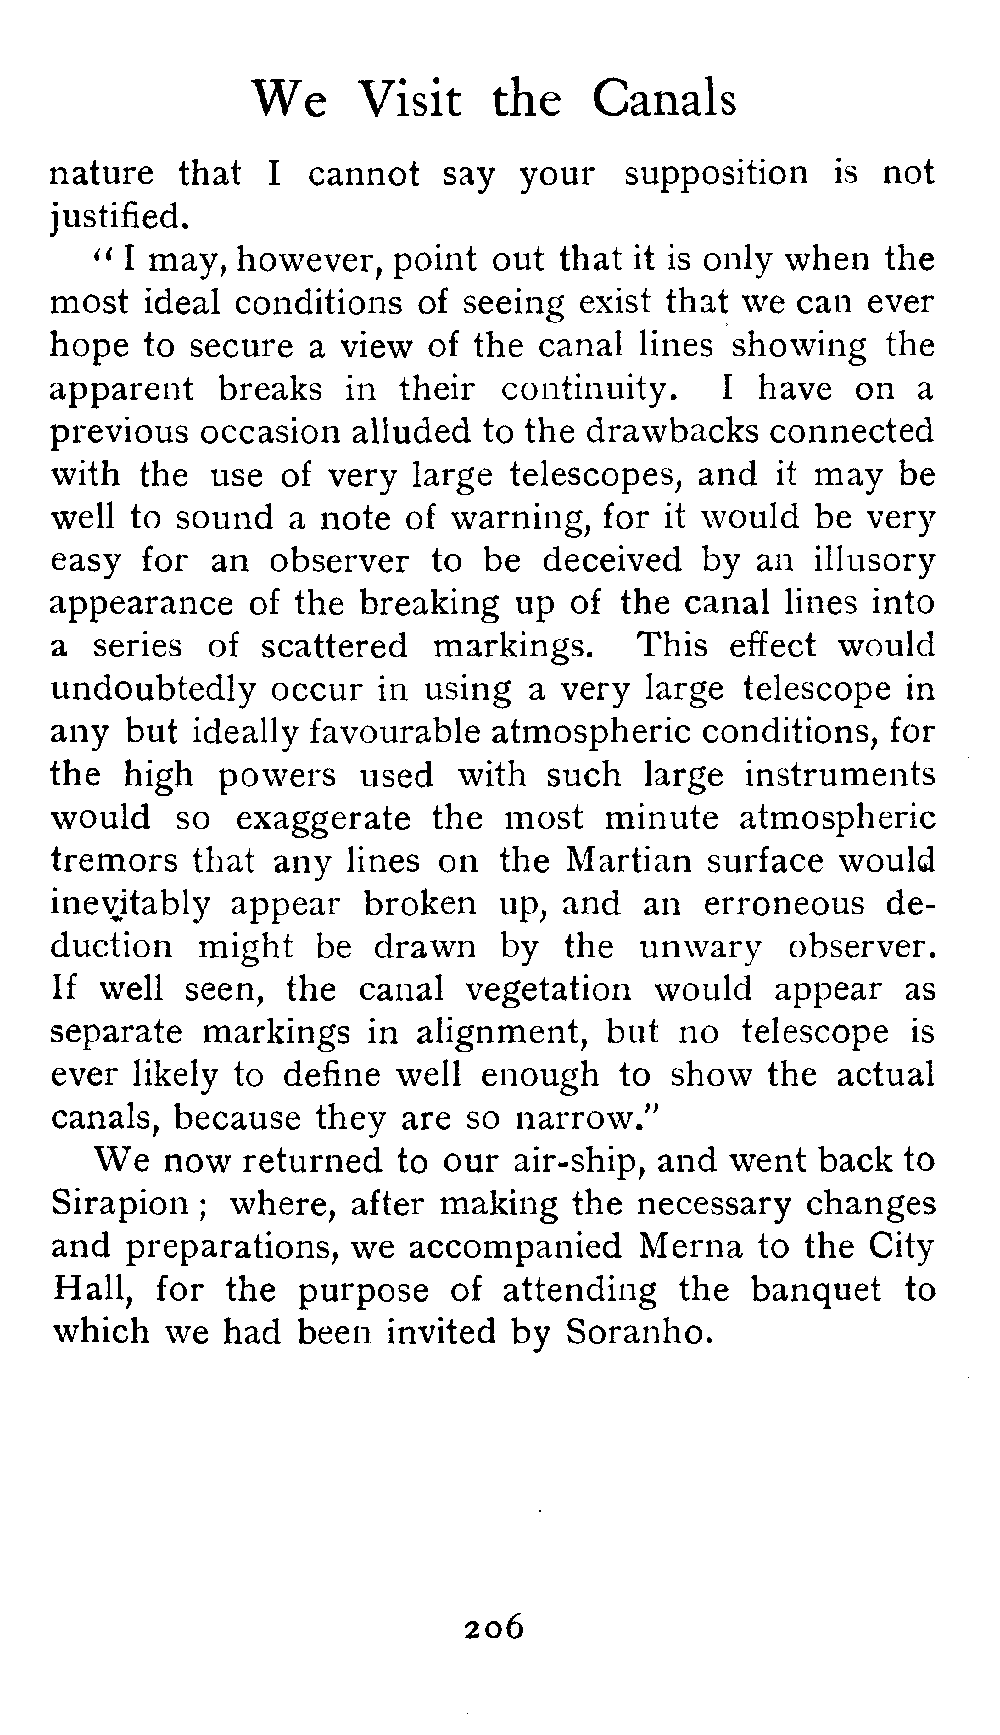 We Visit the Canals
nature that I cannot say your supposition is not
justified.
“ I may, however, point out that it is only when the
most ideal conditions of seeing exist that we can ever
hope to secure a view of the canal lines showing the
apparent breaks in their continuity. I have on a
previous occasion alluded to the drawbacks connected
with the use of very large telescopes, and it may be
well to sound a note of warning, for it would be very
easy for an observer to be deceived by an illusory
appearance of the breaking up of the canal lines into
a series of scattered markings. This effect would
undoubtedly occur in using a very large telescope in
any but ideally favourable atmospheric conditions, for
the high powers used with such large instruments
would so exaggerate the most minute atmospheric
tremors that any lines on the Martian surface would
inevitably appear broken up, and an erroneous de-
duction might be drawn by the unwary observer.
If well seen, the canal vegetation would appear as
separate markings in alignment, but no telescope is
ever likely to define well enough to show the actual
canals, because they are so narrow.”
We now returned to our air-ship, and went back to
Sirapion ; where, after making the necessary changes
and preparations, we accompanied Merna to the City
Hall, for the purpose of attending the banquet to
which we had been invited by Soranho.
206